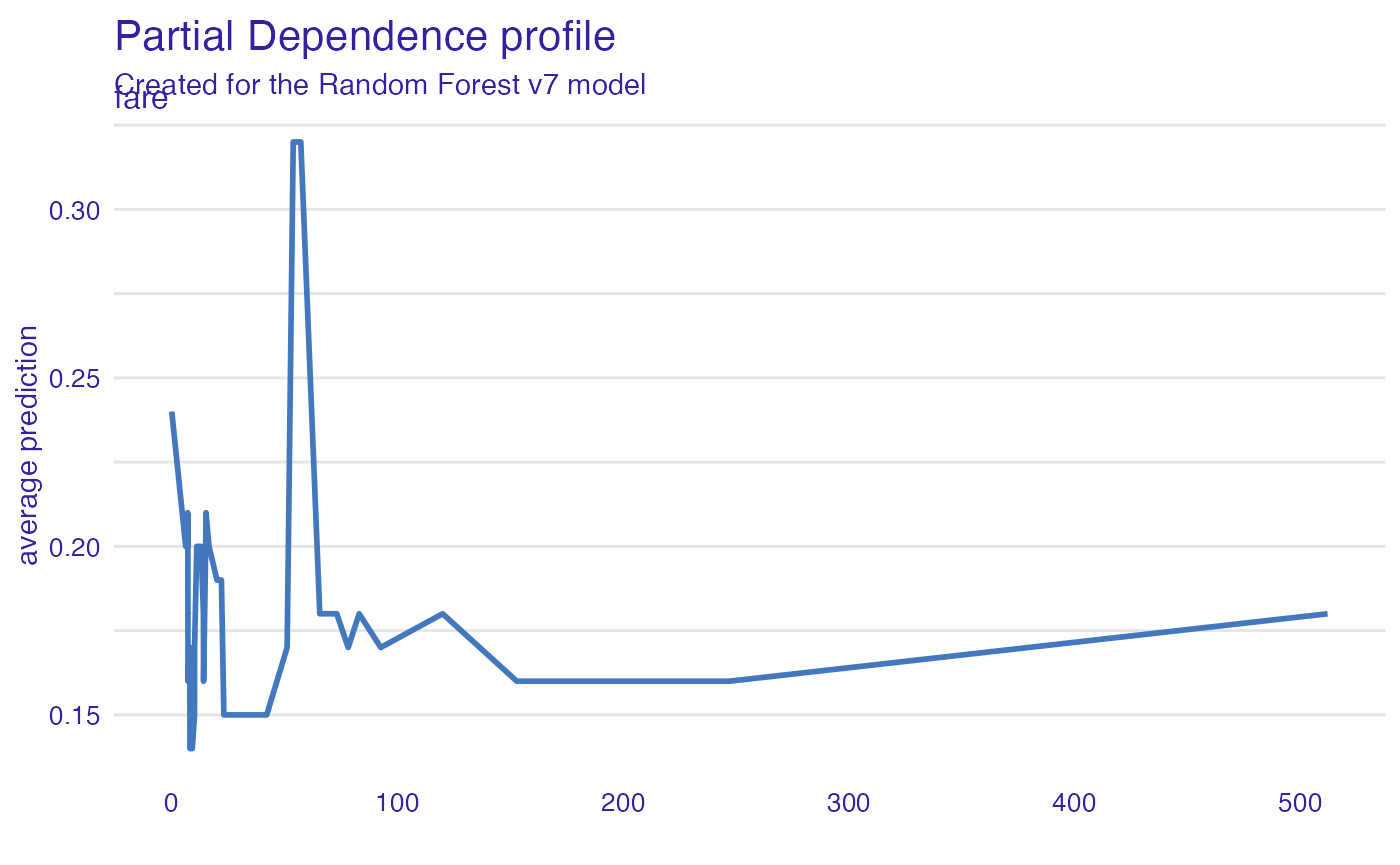 Partial Dependence profile
Created for the Random Forest v7 model
fare
average prediction
0.30
0.25
0.20
0.15
0 100 200 300 400 500